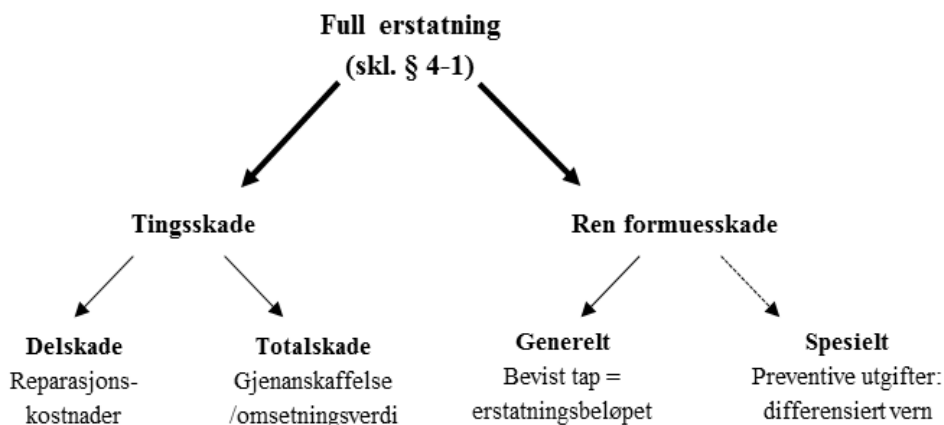 Full erstatning
(skl. § 4-1)
Tingsskade
Ren formuesskade
Delskade
Reparasjons-
kostnader
Totalskade
Gjenanskaffelse
/omsetningsverdi
Generelt
Bevist tap =
erstatningsbeløpet
Spesielt
Preventive utgifter:
differensiert vern